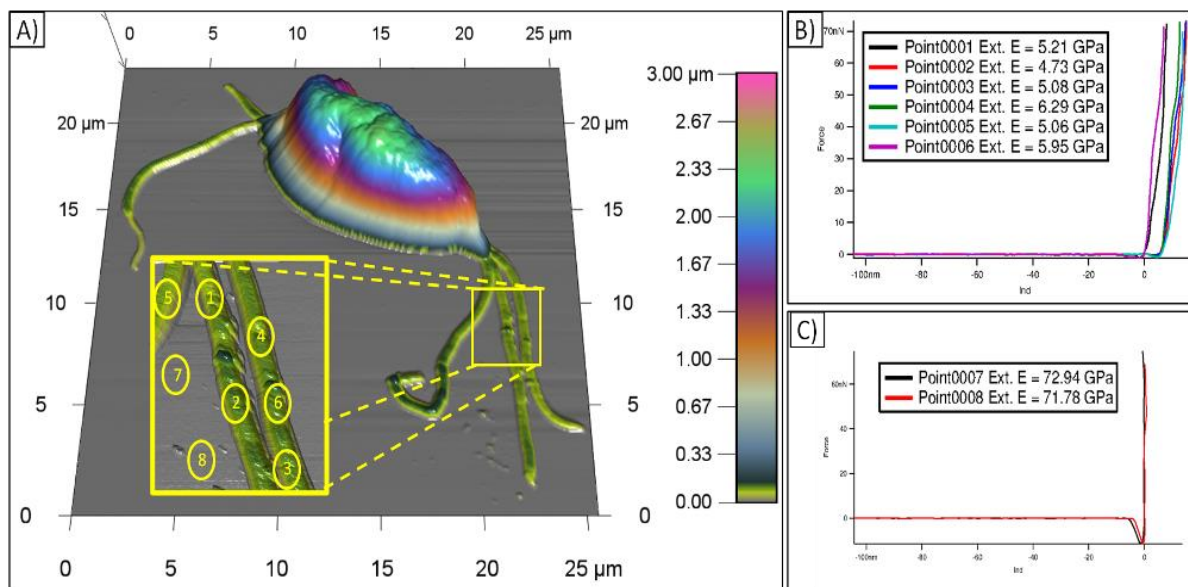 A)
0 5 10 15 20 25 µm
20 µm
15
10
5
0
20 µm
15
10
5
0
0 5 10 15 20 25 µm
5
1
4
7
2
6
8
3
3.00 µm
2.67
2.33
2.00
1.67
1.33
1.00
0.67
0.33
0.00
B)
70nN
60
50
40
30
20
10
0
Force
Point0001 Ext. E = 5.21 GPa
Point0002 Ext. E = 4.73 GPa
Point0003 Ext. E = 5.08 GPa
Point0004 Ext. E = 6.29 GPa
Point0005 Ext. E = 5.06 GPa
Point0006 Ext. E = 5.95 GPa
-100nm -80 -60 -40 -20 0
Ind
C)
60nN
40
20
0
Force
Point0007 Ext. E = 72.94 GPa
Point0008 Ext. E = 71.78 GPa
-100nm -80 -60 -40 -20 0
Ind